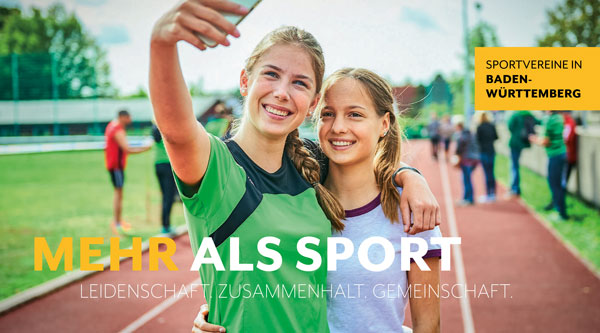 SPORTVEREINE IN
BADEN-
WÜRTTEMBERG
MEHR ALS SPORT
LEIDENSCHAFT. ZUSAMMENHALT. GEMEINSCHAFT.